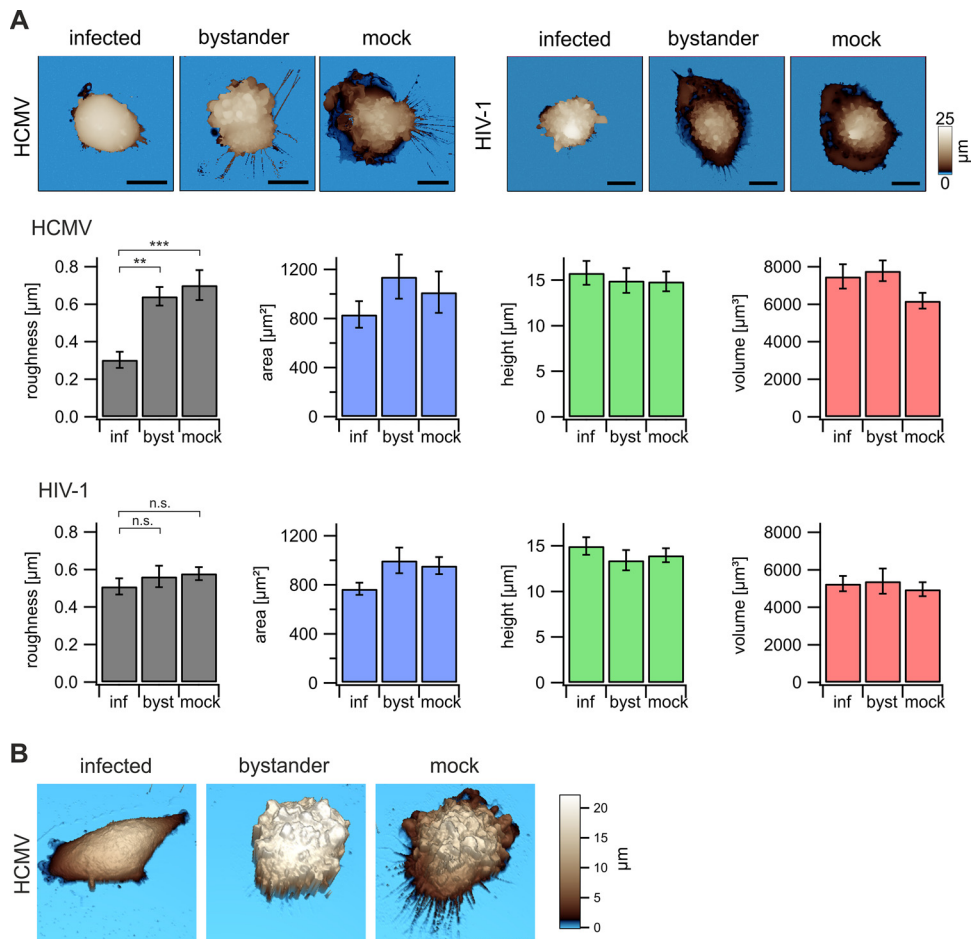 A
infected bystander mock infected bystander mock
HCMV HIV-1
25
0
µm
HCMV
roughness [µm] area [µm²] height [µm] volume [µm³]
*** 
**
0.8 1200 15 8000
0.6 800 10 6000
0.4 400 5 4000
0.2 0 0 2000
0.0 0
inf byst mock inf byst mock inf byst mock inf byst mock
HIV-1
n.s.
n.s.
roughness [µm] area [µm²] height [µm] volume [µm³]
0.8 1200 15 8000
0.6 800 10 6000
0.4 400 5 4000
0.2 0 0 2000
0.0 0
inf byst mock inf byst mock inf byst mock inf byst mock
B
infected bystander mock
HCMV
20
15
10
5
0
µm